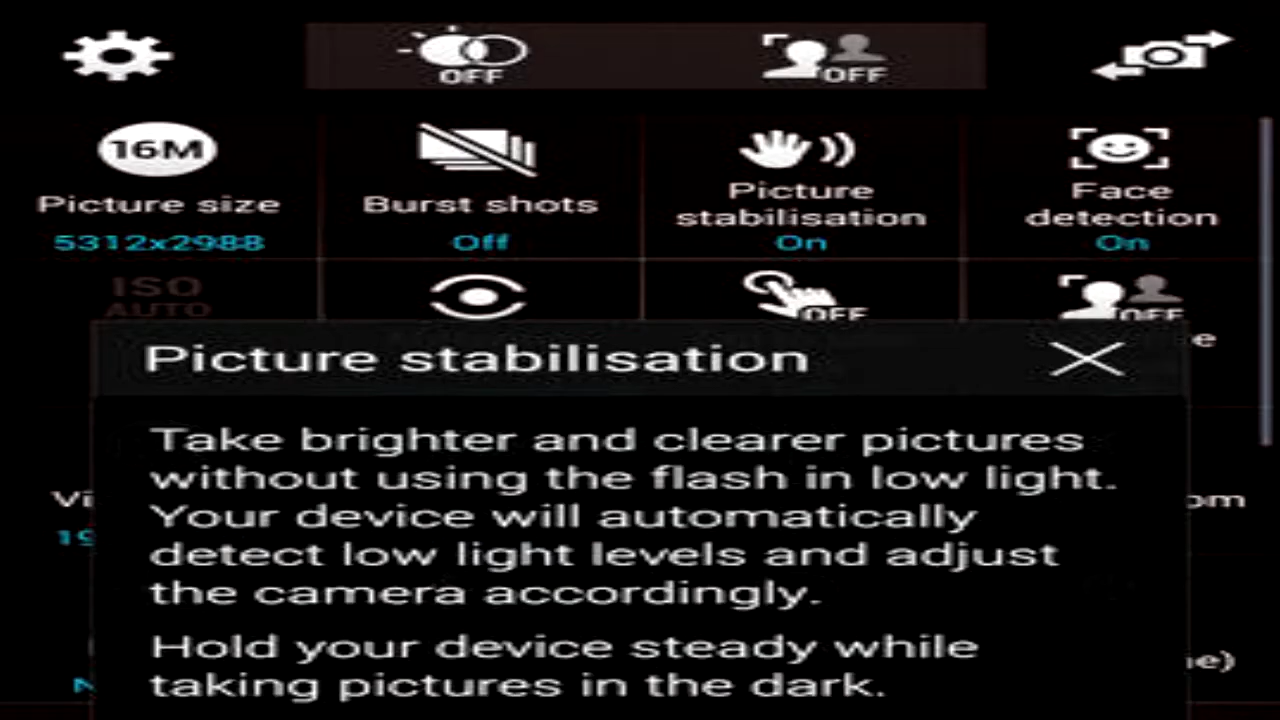 OFF
OFF
16M
Picture size
5312x2988
Burst shots
Off
Picture
stabilisation
On
Face
detection
On
ISO
AUTO
OFF
OFF
Picture stabilisation
Take brighter and clearer pictures
without using the flash in low light.
Your device will automatically
detect low light levels and adjust
the camera accordingly.
Hold your device steady while
taking pictures in the dark.